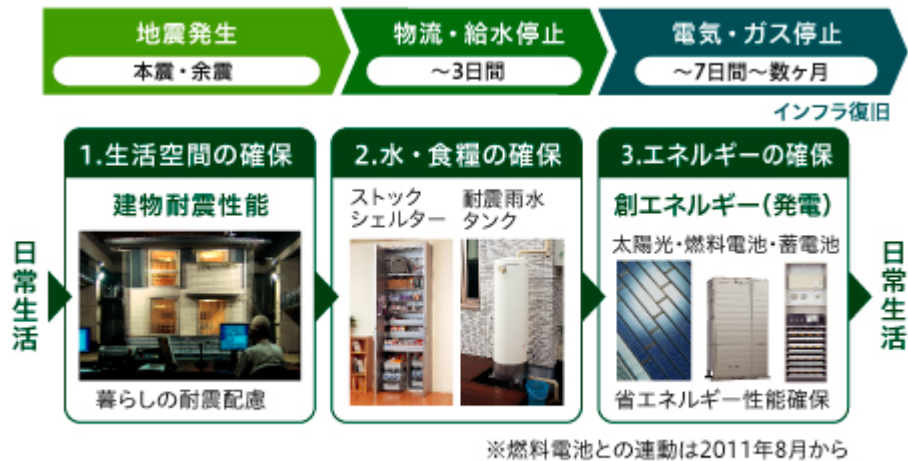 地震発生
本震・余震
物流・給水停止
～3日間
電気・ガス停止
～7日間～数ヶ月
インフラ復旧
日常生活
1.生活空間の確保
建物耐震性能
暮らしの耐震配慮
2.水・食糧の確保
ストック
シェルター
耐震雨水
タンク
3.エネルギーの確保
創エネルギー(発電)
太陽光・燃料電池・蓄電池
省エネルギー性能確保
日常生活
※燃料電池との連動は2011年8月から